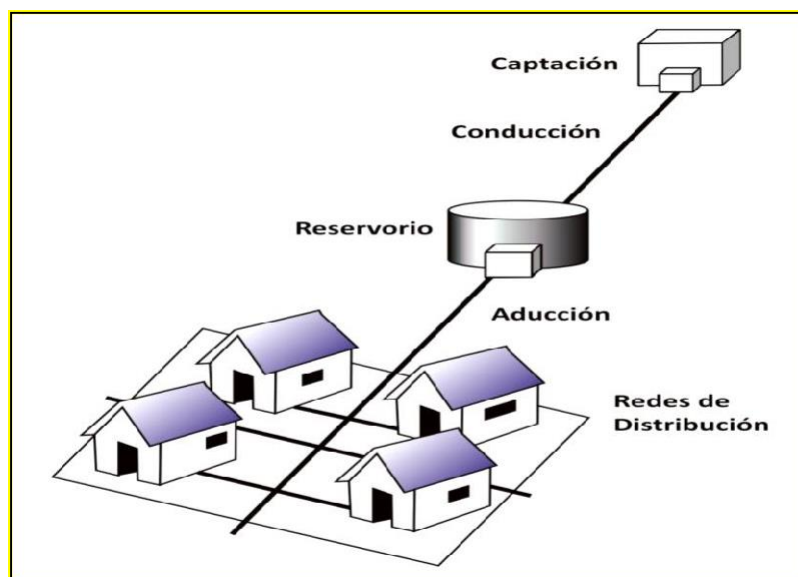 Captación
Conducción
Reservorio
Aducción
Redes de
Distribución